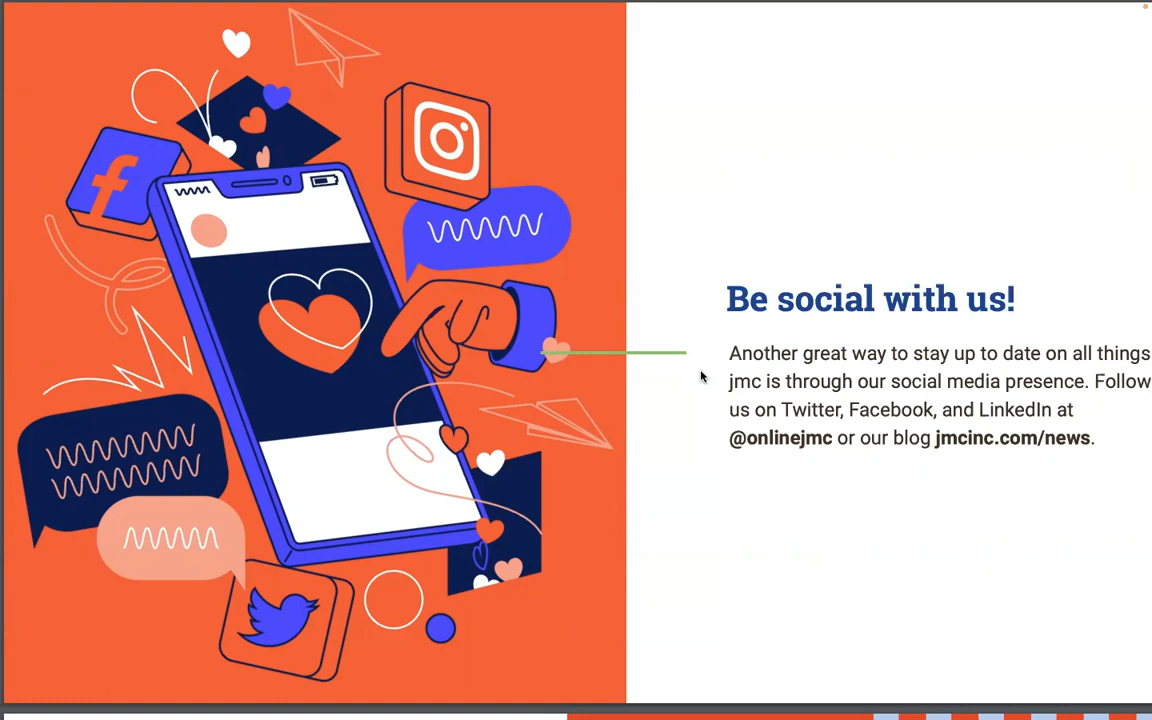 Be social with us!
Another great way to stay up to date on all things
jmc is through our social media presence. Follow
us on Twitter, Facebook, and LinkedIn at
@onlinejmc or our blog jmcinc.com/news.